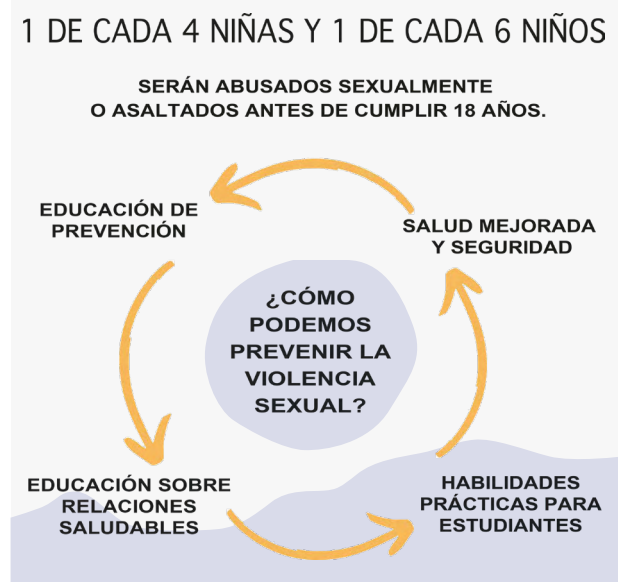 1 DE CADA 4 NIÑAS Y 1 DE CADA 6 NIÑOS
SERÁN ABUSADOS SEXUALMENTE
O ASALTADOS ANTES DE CUMPLIR 18 AÑOS.
EDUCACIÓN DE
PREVENCIÓN
SALUD MEJORADA
Y SEGURIDAD
¿CÓMO
PODEMOS
PREVENIR LA
VIOLENCIA
SEXUAL?
EDUCACIÓN SOBRE
RELACIONES
SALUDABLES
HABILIDADES
PRÁCTICAS PARA
ESTUDIANTES